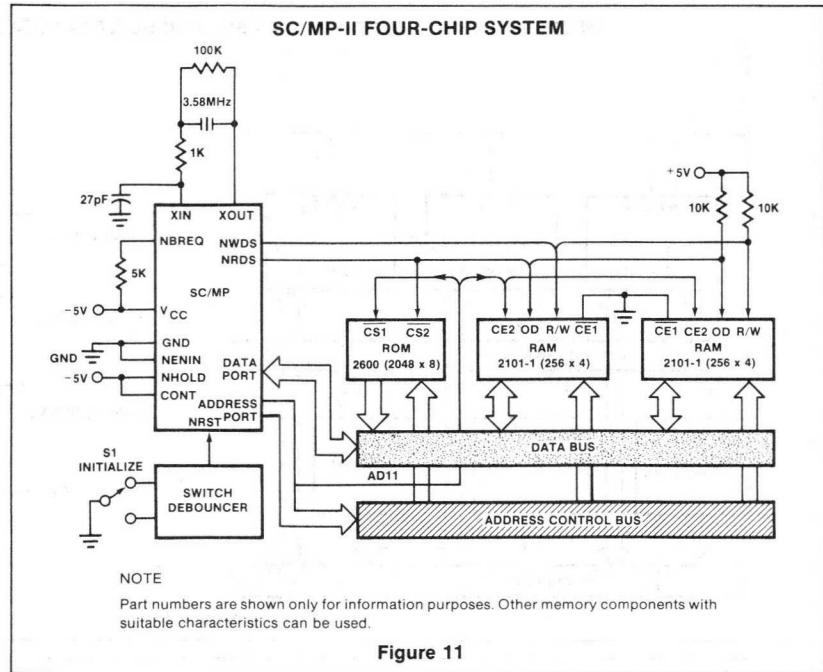 SC/MP-II FOUR-CHIP SYSTEM
100K
3.58MHz
1K
27pF
XIN XOUT
+5V
10K 10K
NBREQ
NWDS
NRDS
5K
SC/MP
-5V
VCC
GND
GND
NENIN
-5V
NHOLD
CONT
DATA
PORT
ADDRESS
PORT
NRST
CS1 CS2
ROM
2600 (2048 x 8)
CE2 OD R/W CE1
RAM
2101-1 (256 x 4)
CE1 CE2 OD R/W
RAM
2101-1 (256 x 4)
DATA BUS
AD11
ADDRESS CONTROL BUS
S1
INITIALIZE
SWITCH
DEBOUNCER
NOTE
Part numbers are shown only for information purposes. Other memory components with
suitable characteristics can be used.
Figure 11